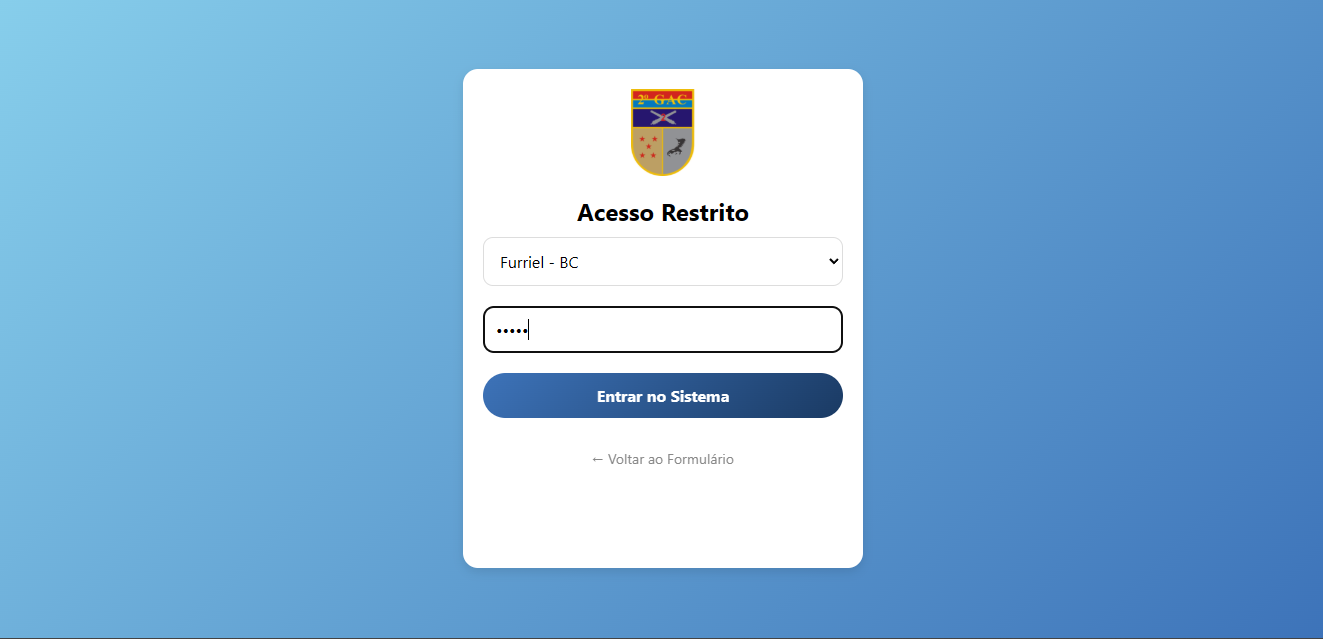 2º GAC
Acesso Restrito
Furriel - BC
•••••
Entrar no Sistema
← Voltar ao Formulário